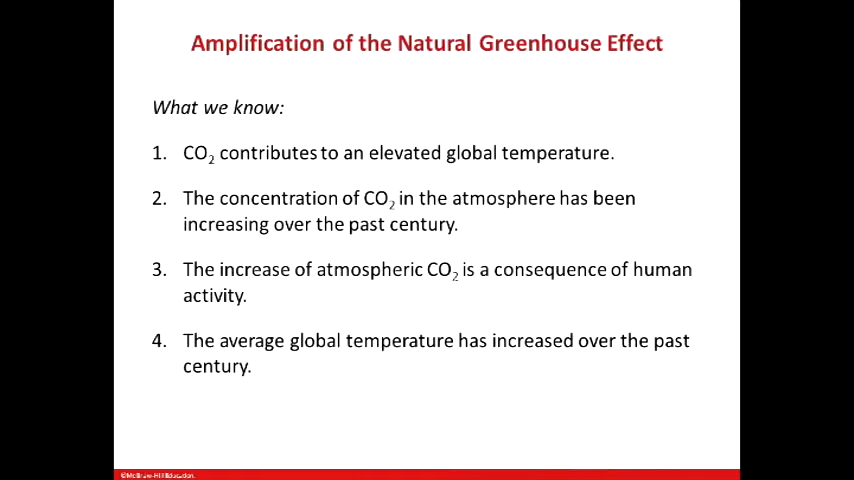 Amplification of the Natural Greenhouse Effect
What we know:
1. CO₂ contributes to an elevated global temperature.
2. The concentration of CO₂ in the atmosphere has been
increasing over the past century.
3. The increase of atmospheric CO₂ is a consequence of human
activity.
4. The average global temperature has increased over the past
century.
©McGraw-Hill Education.